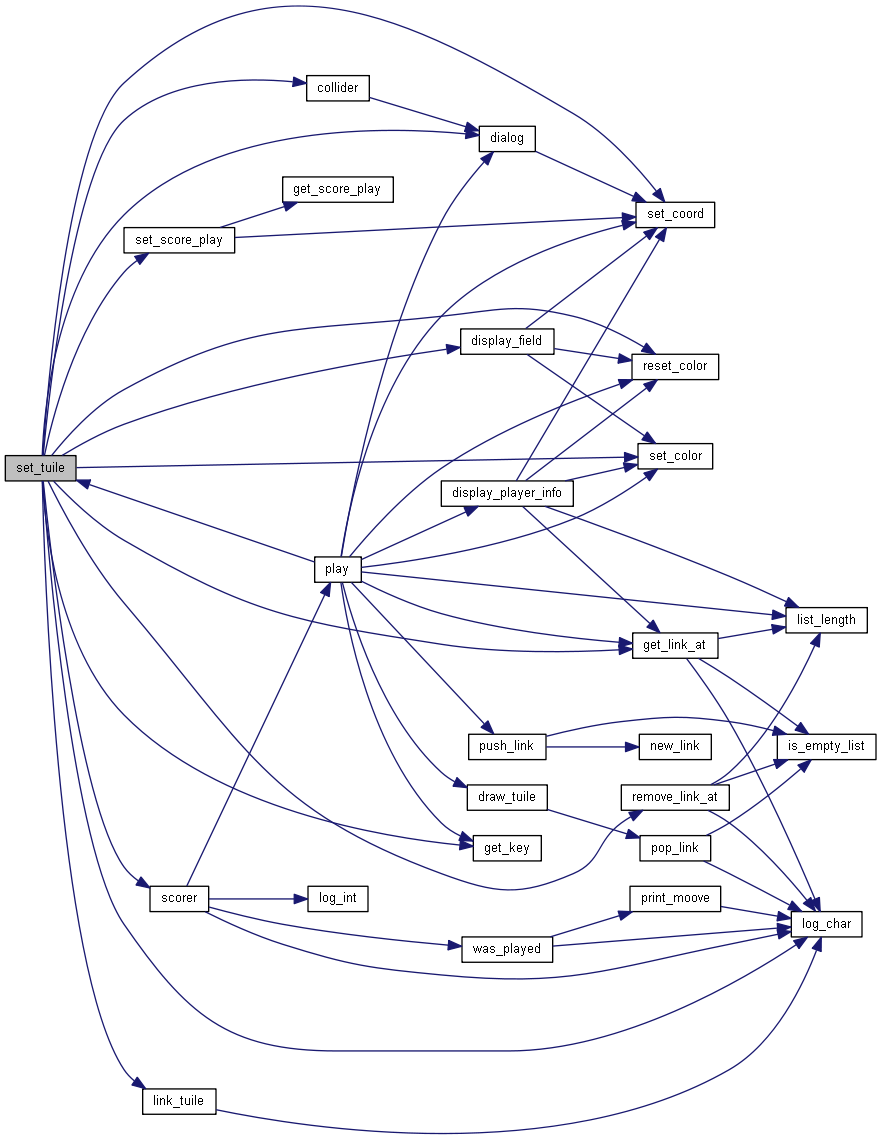 collider
dialog
get_score_play
set_coord
set_score_play
display_field
reset_color
set_color
set_tuile
display_player_info
play
list_length
get_link_at
push_link
new_link
is_empty_list
draw_tuile
remove_link_at
get_key
pop_link
scorer
log_int
print_moove
log_char
was_played
link_tuile